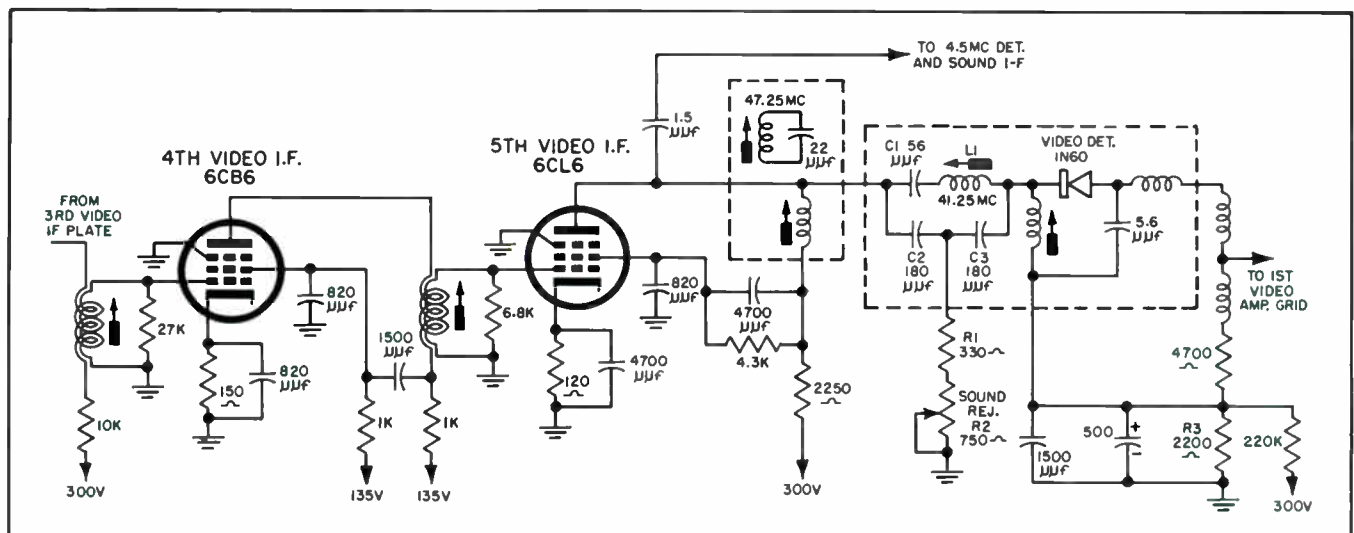 TO 4.5MC DET.
AND SOUND I-F
47.25MC
22
µµf
1.5
µµf
4TH VIDEO I.F.
6CB6
5TH VIDEO I.F.
6CL6
VIDEO DET.
1N60
C1 56
µµf
L1
41.25MC
FROM
3RD VIDEO
IF PLATE
5.6
µµf
C2
180
µµf
C3
180
µµf
TO 1ST
VIDEO
AMP. GRID
27K
820
µµf
6.8K
820
µµf
4700
µµf
4.3K
1500
µµf
150
820
µµf
120
4700
µµf
2250
R1
330
4700
10K
1K
1K
SOUND
REJ.
R2
750
1500
µµf
500
+
-
R3
2200
220K
300V
135V
135V
300V
300V